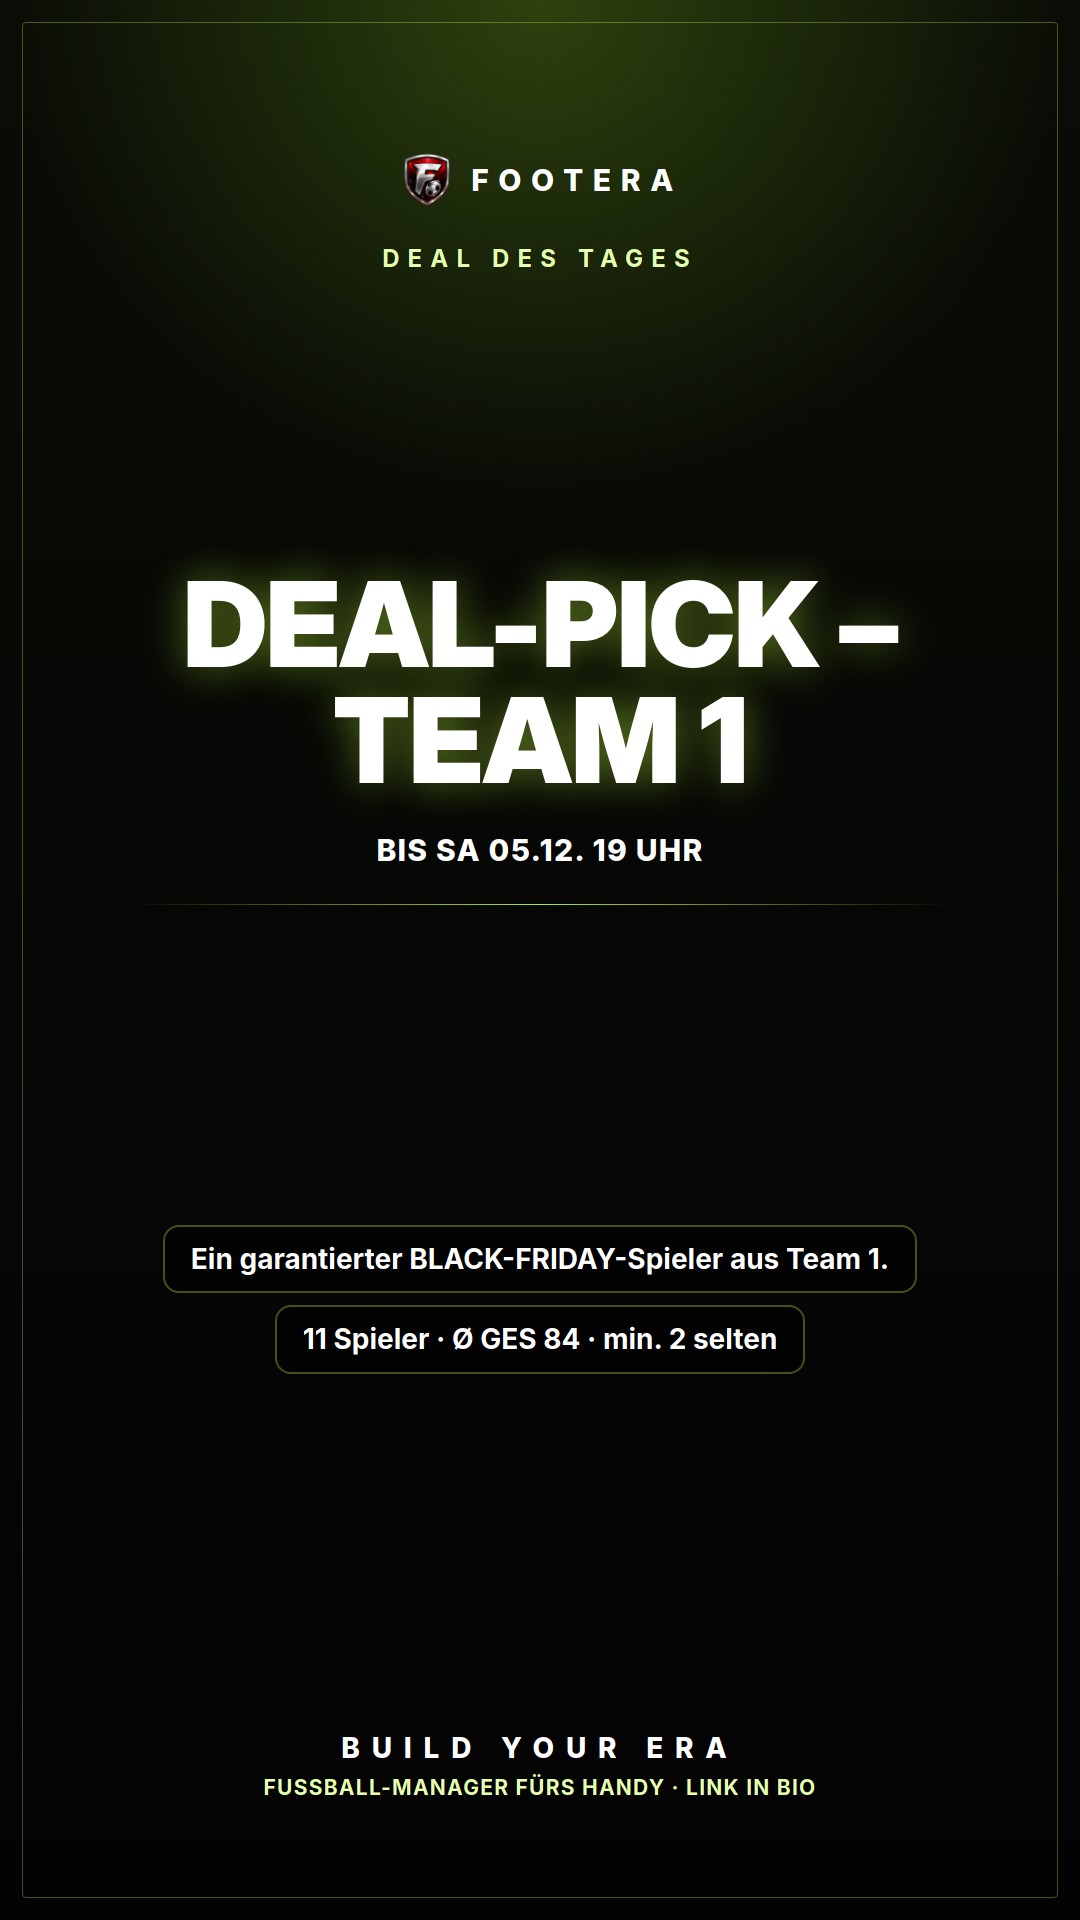 FOOTERA
DEAL DES TAGES
DEAL-PICK –
TEAM 1
BIS SA 05.12. 19 UHR
Ein garantierter BLACK-FRIDAY-Spieler aus Team 1.
11 Spieler · Ø GES 84 · min. 2 selten
BUILD YOUR ERA
FUSSBALL-MANAGER FÜRS HANDY · LINK IN BIO